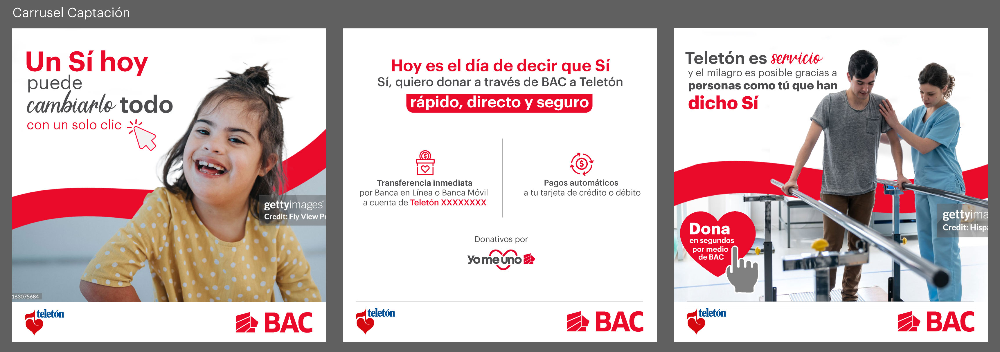 Carrusel Captación
Un Sí hoy
puede
cambiarlo todo
con un solo clic
gettyimages®
Credit: Fly View Pr
163075684
teletón
BAC
Hoy es el día de decir que Sí
Sí, quiero donar a través de BAC a Teletón
rápido, directo y seguro
Transferencia inmediata
por Banca en Línea o Banca Móvil
a cuenta de Teletón XXXXXXXX
Pagos automáticos
a tu tarjeta de crédito o débito
Donativos por
Yo me uno
teletón
BAC
Teletón es servicio
y el milagro es posible gracias a
personas como tú que han
dicho Sí
gettyima
Credit: Hispa
Dona
en segundos
por medio
de BAC
teletón
BAC